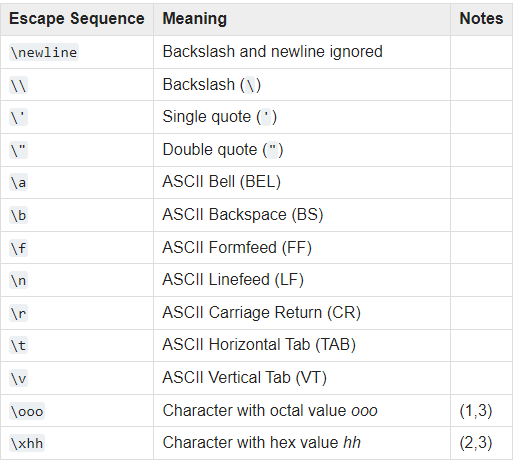 Escape Sequence Meaning Notes
\newline Backslash and newline ignored
\\ Backslash (\)
\' Single quote (')
\" Double quote (")
\a ASCII Bell (BEL)
\b ASCII Backspace (BS)
\f ASCII Formfeed (FF)
\n ASCII Linefeed (LF)
\r ASCII Carriage Return (CR)
\t ASCII Horizontal Tab (TAB)
\v ASCII Vertical Tab (VT)
\ooo Character with octal value ooo (1,3)
\xhh Character with hex value hh (2,3)